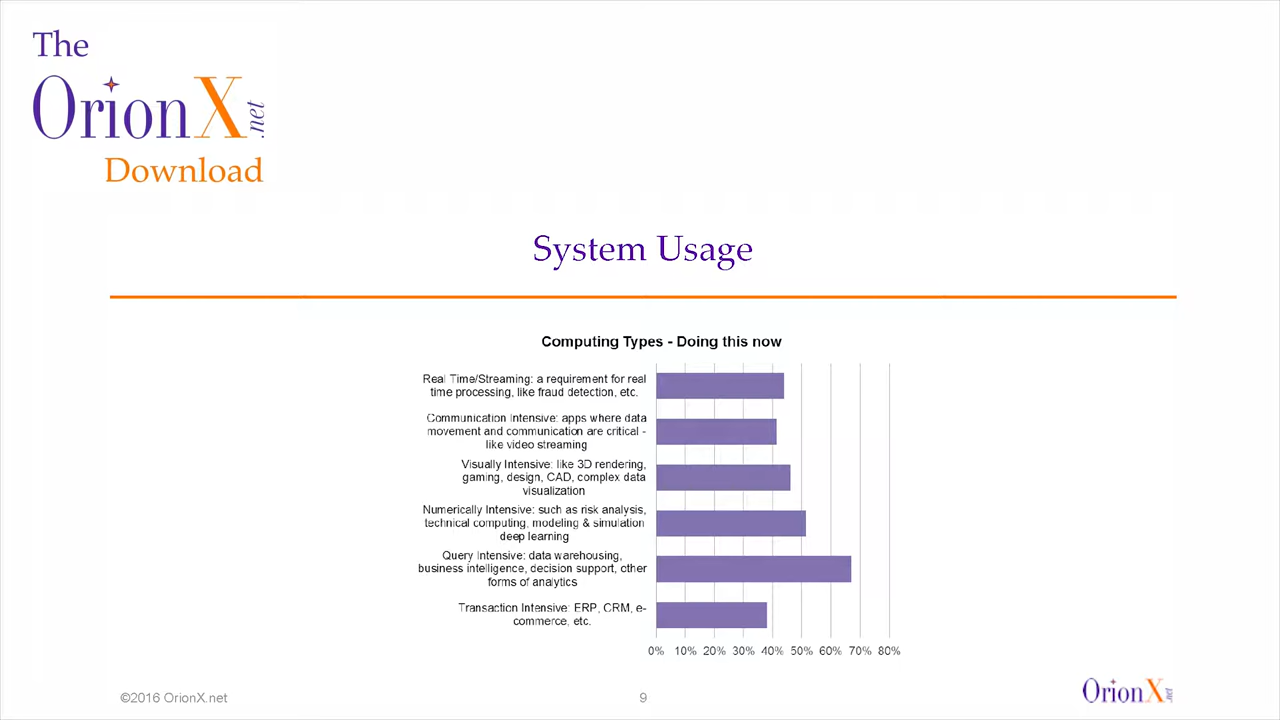 The
OrionX.net
Download
System Usage
Computing Types - Doing this now
Real Time/Streaming: a requirement for real
time processing, like fraud detection, etc.
Communication Intensive: apps where data
movement and communication are critical -
like video streaming
Visually Intensive: like 3D rendering,
gaming, design, CAD, complex data
visualization
Numerically Intensive: such as risk analysis,
technical computing, modeling & simulation
deep learning
Query Intensive: data warehousing,
business intelligence, decision support, other
forms of analytics
Transaction Intensive: ERP, CRM, e-
commerce, etc.
0% 10% 20% 30% 40% 50% 60% 70% 80%
©2016 OrionX.net
9
OrionX.net